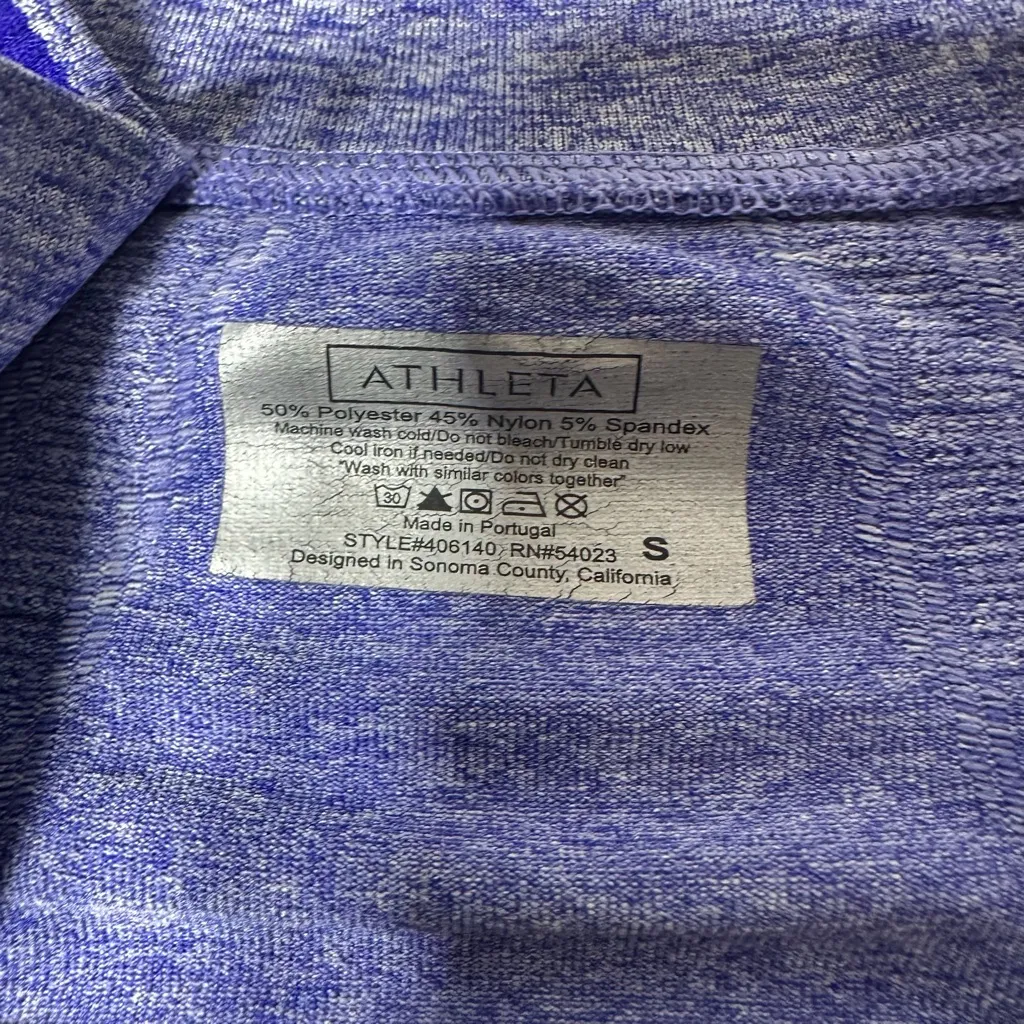 ATHLETA
50% Polyester 45% Nylon 5% Spandex
Machine wash cold/Do not bleach/Tumble dry low
Cool iron if needed/Do not dry clean
"Wash with similar colors together"
30
Made in Portugal
STYLE#406140 RN#54023 S
Designed in Sonoma County, California